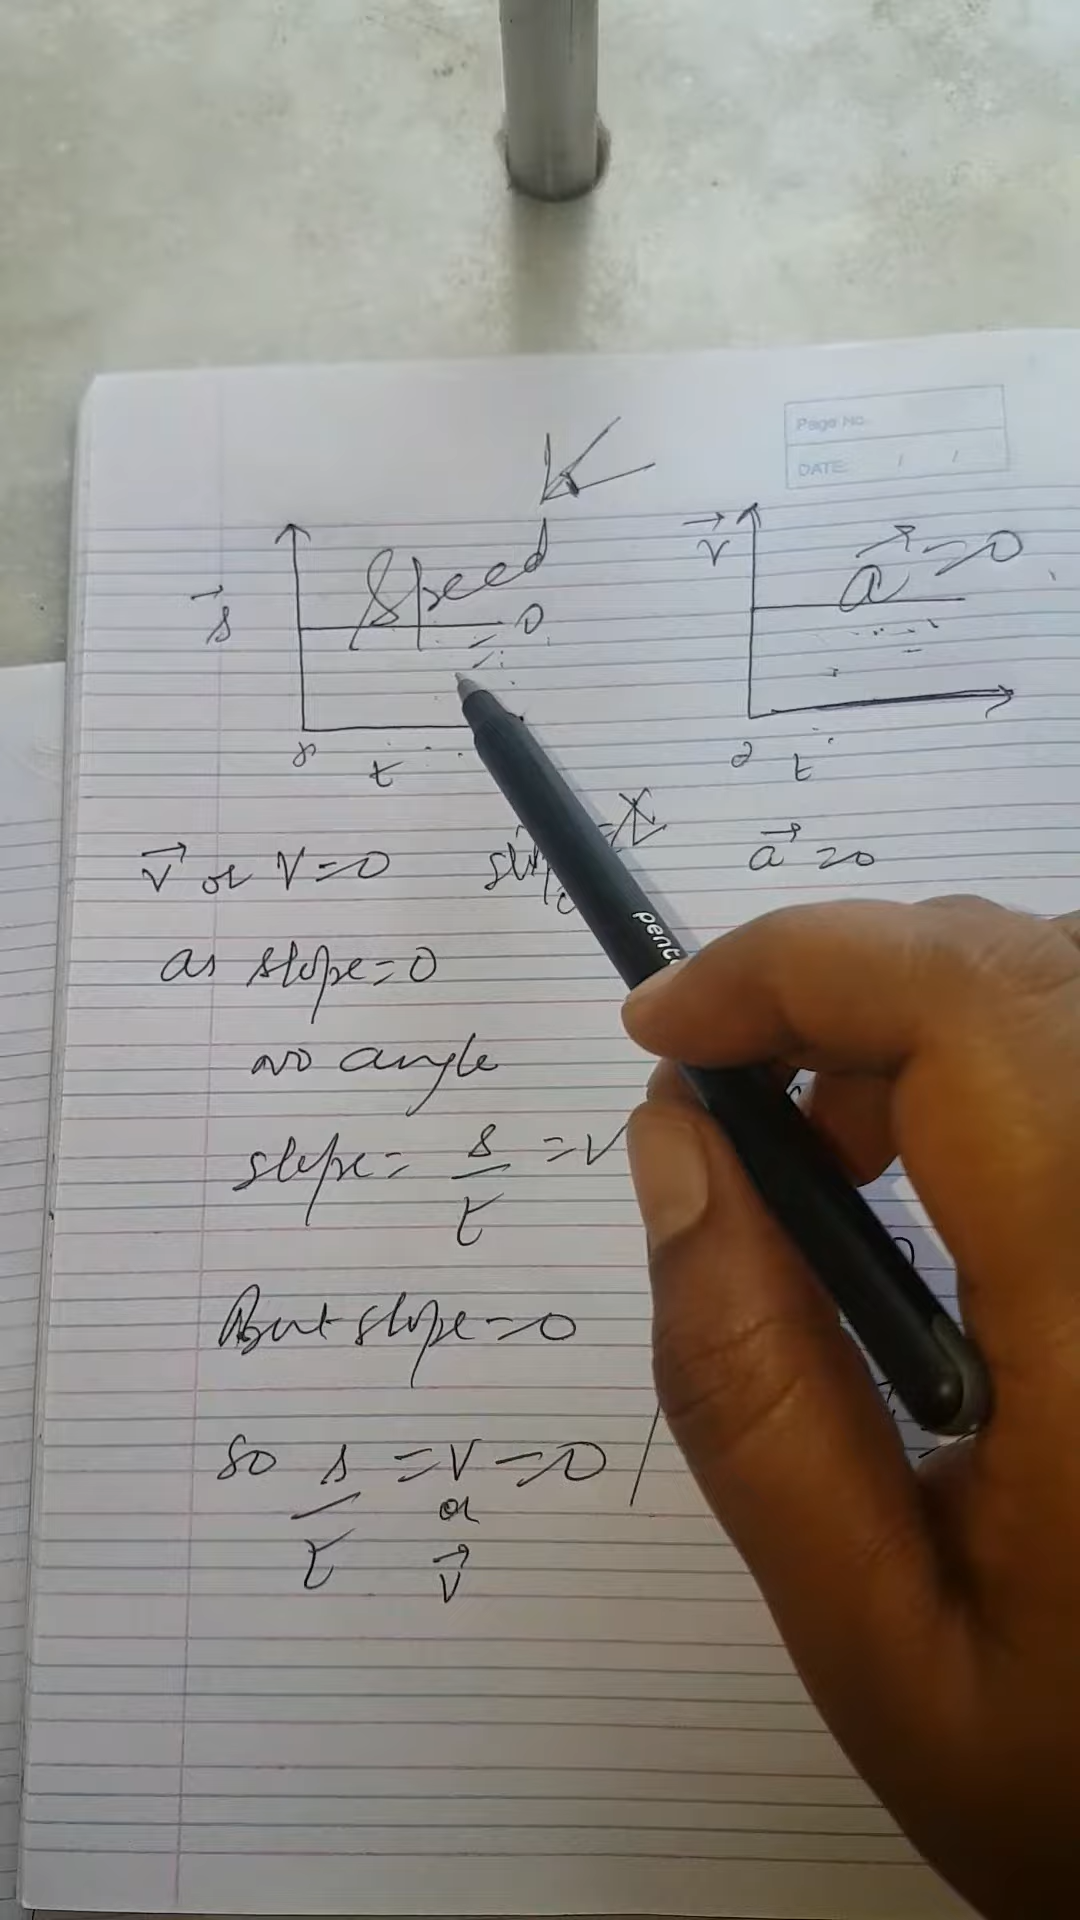 Page No.
DATE: / /
Speed
= 0
s
t
v
a = 0
t
v or v = 0
a = 0
as slope = 0
no angle
slope = s/t = v
But slope = 0
so s/t = v = 0
or
v